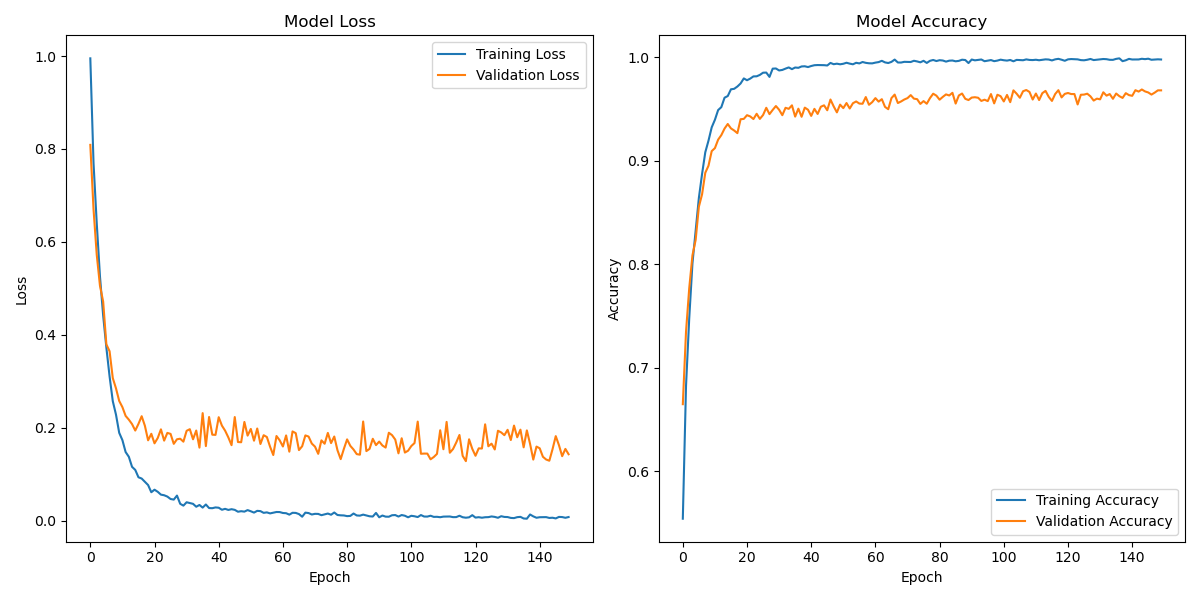 Model Loss
1.0
0.8
0.6
0.4
0.2
0.0
Loss
Training Loss
Validation Loss
0 20 40 60 80 100 120 140
Epoch
Model Accuracy
1.0
0.9
0.8
0.7
0.6
Accuracy
Training Accuracy
Validation Accuracy
0 20 40 60 80 100 120 140
Epoch